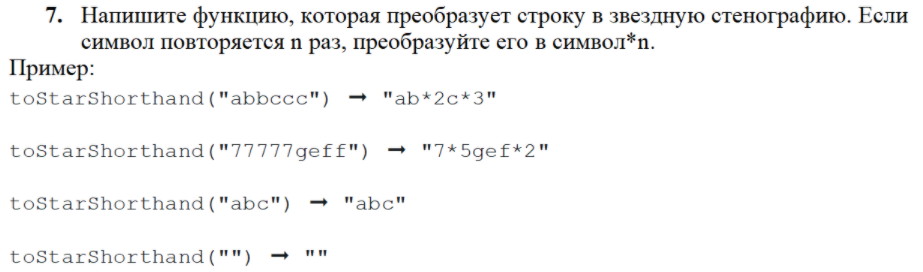 7. Напишите функцию, которая преобразует строку в звездную стенографию. Если
символ повторяется n раз, преобразуйте его в символ*n.
Пример:
toStarShorthand("abbccc") ➞ "ab*2c*3"
toStarShorthand("77777geff") ➞ "7*5gef*2"
toStarShorthand("abc") ➞ "abc"
toStarShorthand("") ➞ ""